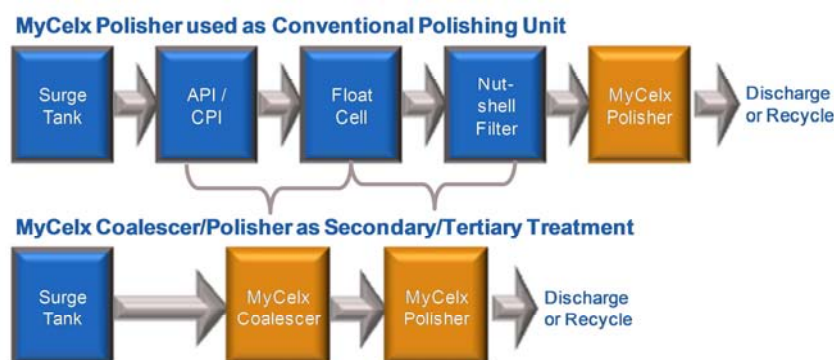 MyCelx Polisher used as Conventional Polishing Unit
Surge
Tank
API /
CPI
Float
Cell
Nut-
shell
Filter
MyCelx
Polisher
Discharge
or Recycle
MyCelx Coalescer/Polisher as Secondary/Tertiary Treatment
Surge
Tank
MyCelx
Coalescer
MyCelx
Polisher
Discharge
or Recycle